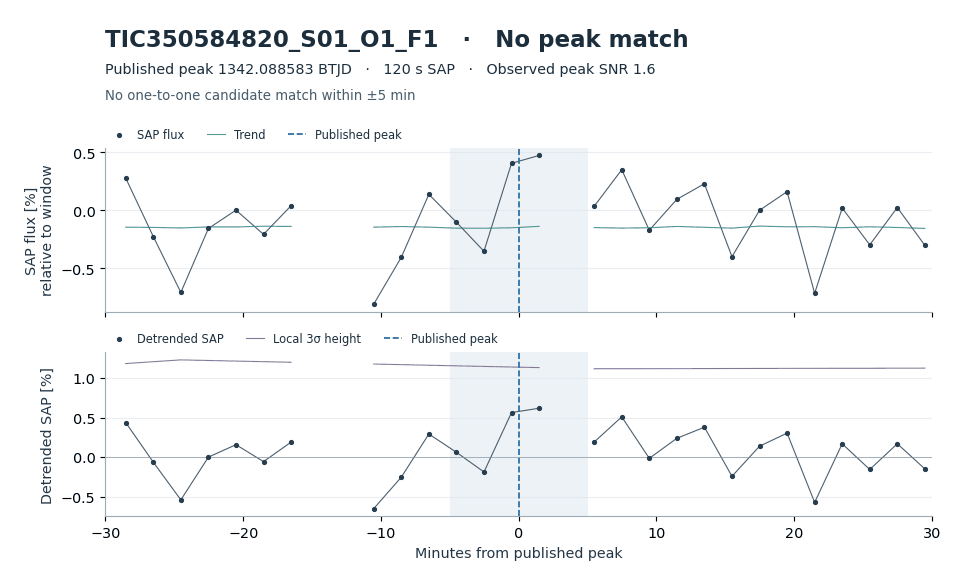 TIC350584820_S01_O1_F1 · No peak match
Published peak 1342.088583 BTJD · 120 s SAP · Observed peak SNR 1.6
No one-to-one candidate match within ±5 min
SAP flux Trend Published peak
SAP flux [%]
relative to window
0.5
0.0
−0.5
Detrended SAP Local 3σ height Published peak
Detrended SAP [%]
1.0
0.5
0.0
−0.5
−30 −20 −10 0 10 20 30
Minutes from published peak